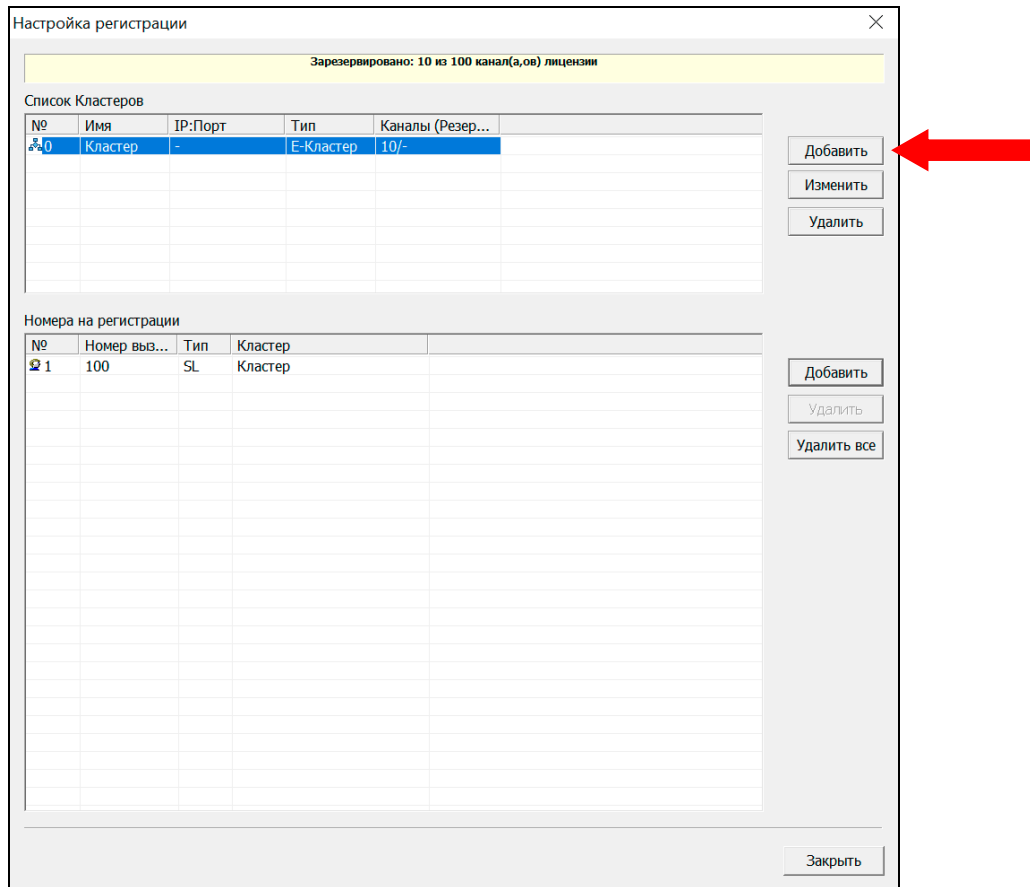 Настройка регистрации
Зарезервировано: 10 из 100 канал(а,ов) лицензии
Список Кластеров
№ Имя IP:Порт Тип Каналы (Резер...
0 Кластер - E-Кластер 10/-
Добавить
Изменить
Удалить
Номера на регистрации
№ Номер выз... Тип Кластер
1 100 SL Кластер
Добавить
Удалить
Удалить все
Закрыть